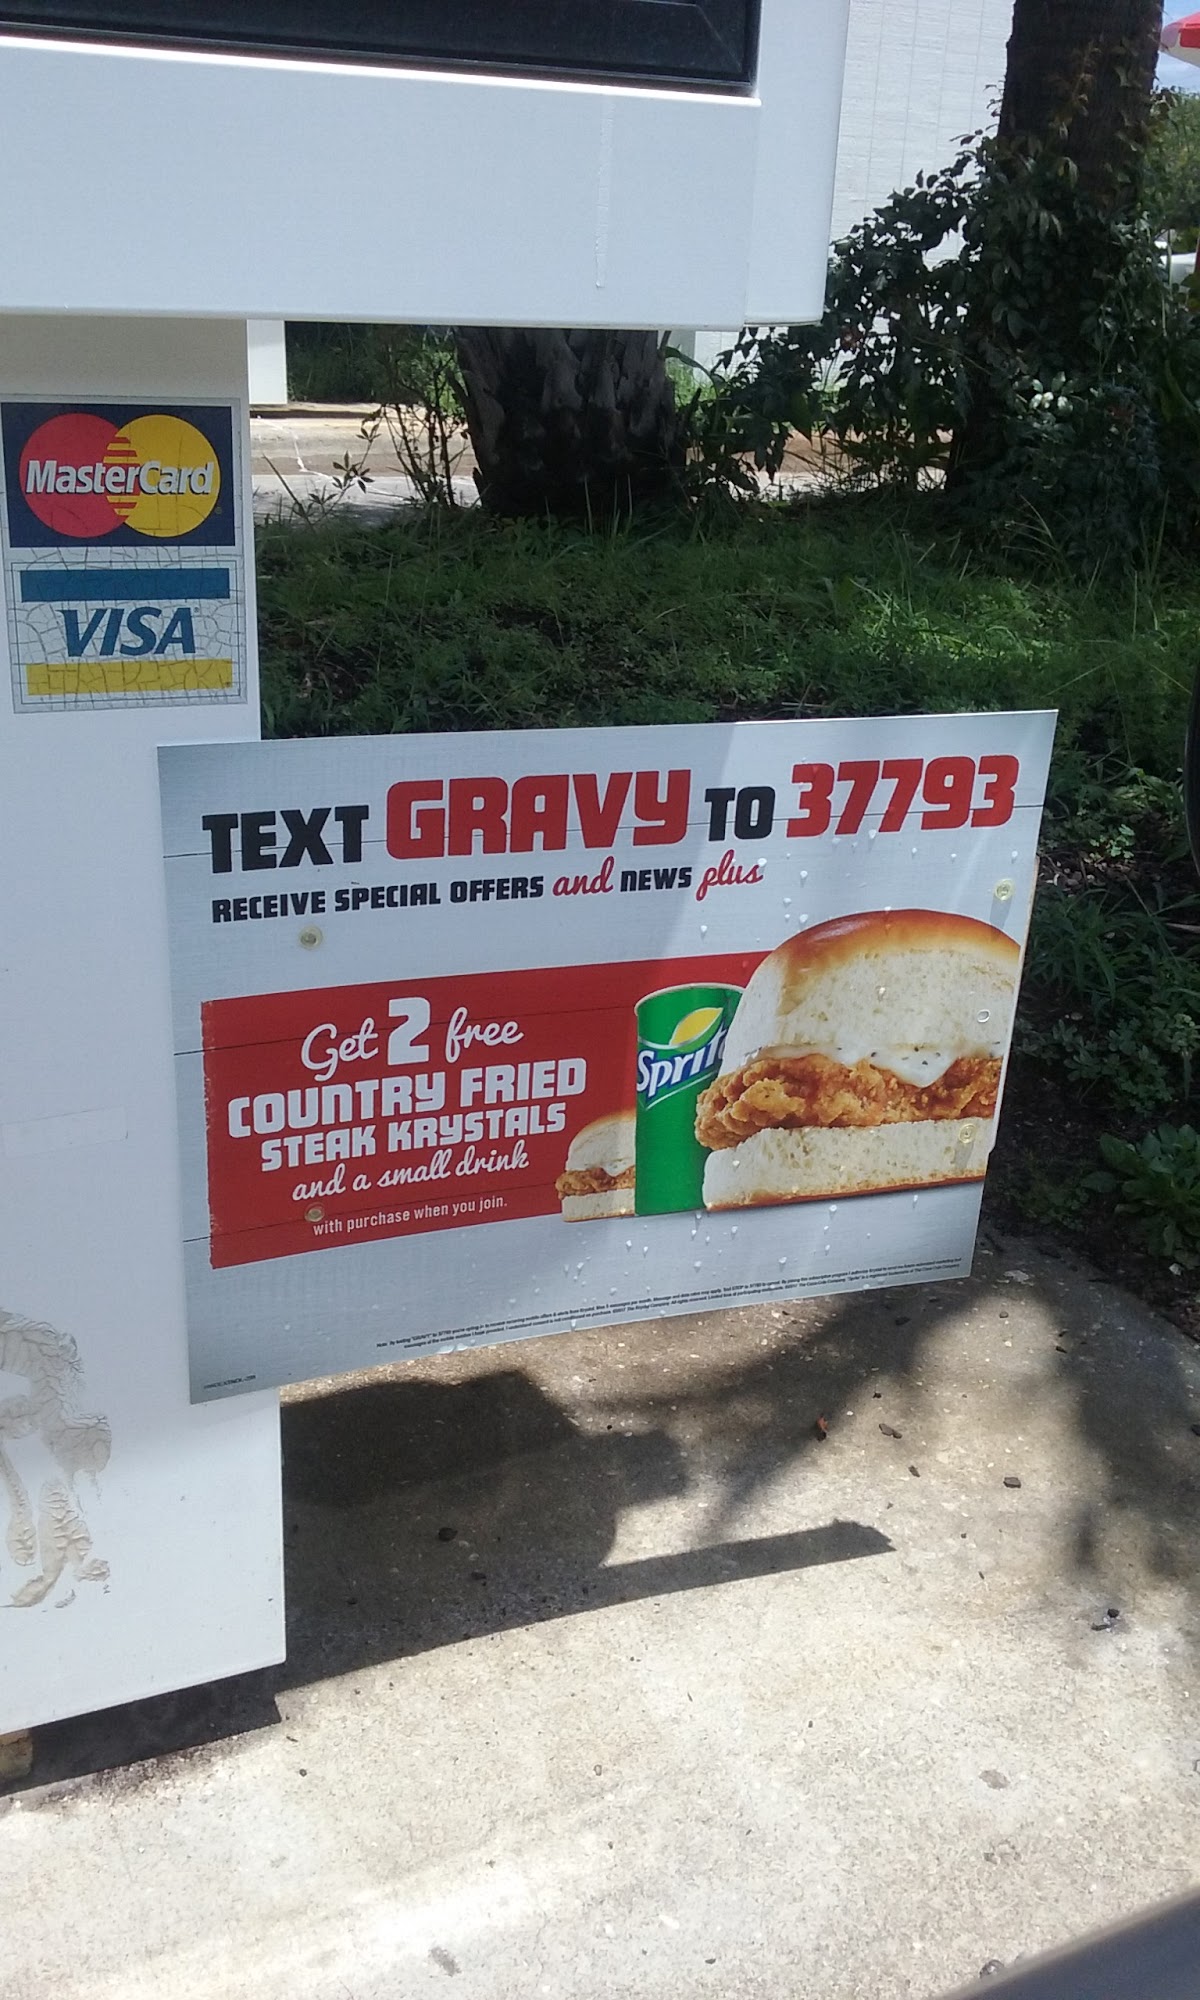 MasterCard
VISA
TEXT GRAVY TO 37793
RECEIVE SPECIAL OFFERS and NEWS plus
Get 2 free
COUNTRY FRIED
STEAK KRYSTALS
and a small drink
with purchase when you join.
Sprite